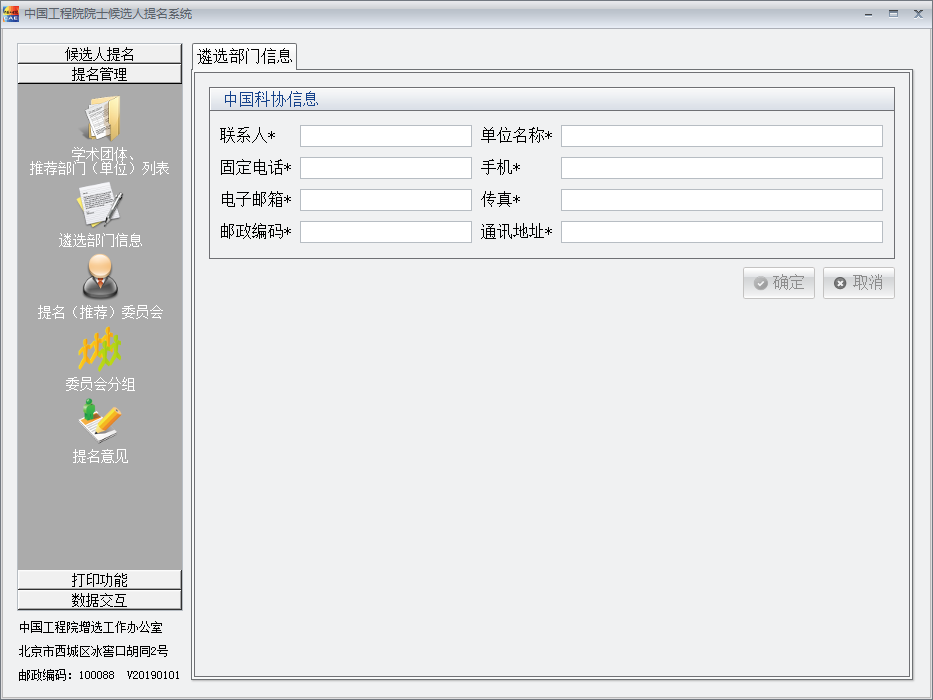 中国工程院院士候选人提名系统
候选人提名
提名管理
学术团体、
推荐部门（单位）列表
遴选部门信息
提名（推荐）委员会
委员会分组
提名意见
打印功能
数据交互
中国工程院增选工作办公室
北京市西城区冰窖口胡同2号
邮政编码：100088 V20190101
遴选部门信息
中国科协信息
联系人* 单位名称*
固定电话* 手机*
电子邮箱* 传真*
邮政编码* 通讯地址*
确定 取消